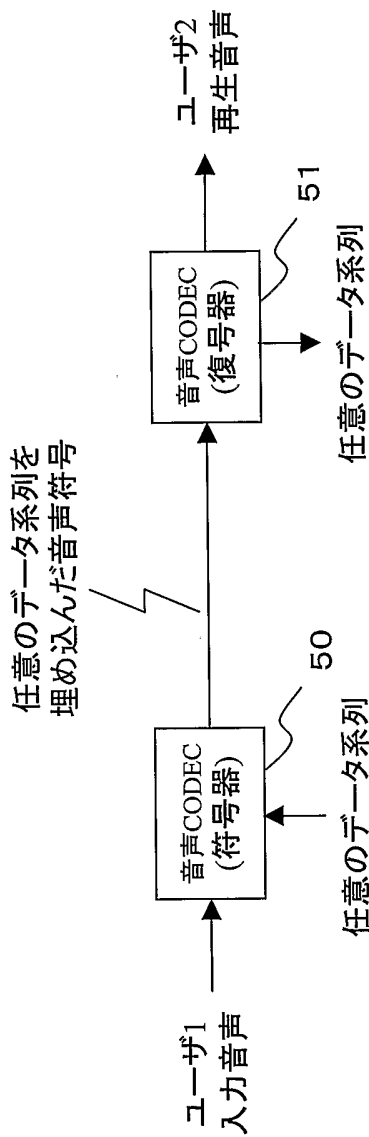 ユーザ1
入力音声
音声CODEC
(符号器)
50
任意のデータ系列
任意のデータ系列を
埋め込んだ音声符号
音声CODEC
(復号器)
51
任意のデータ系列
ユーザ2
再生音声